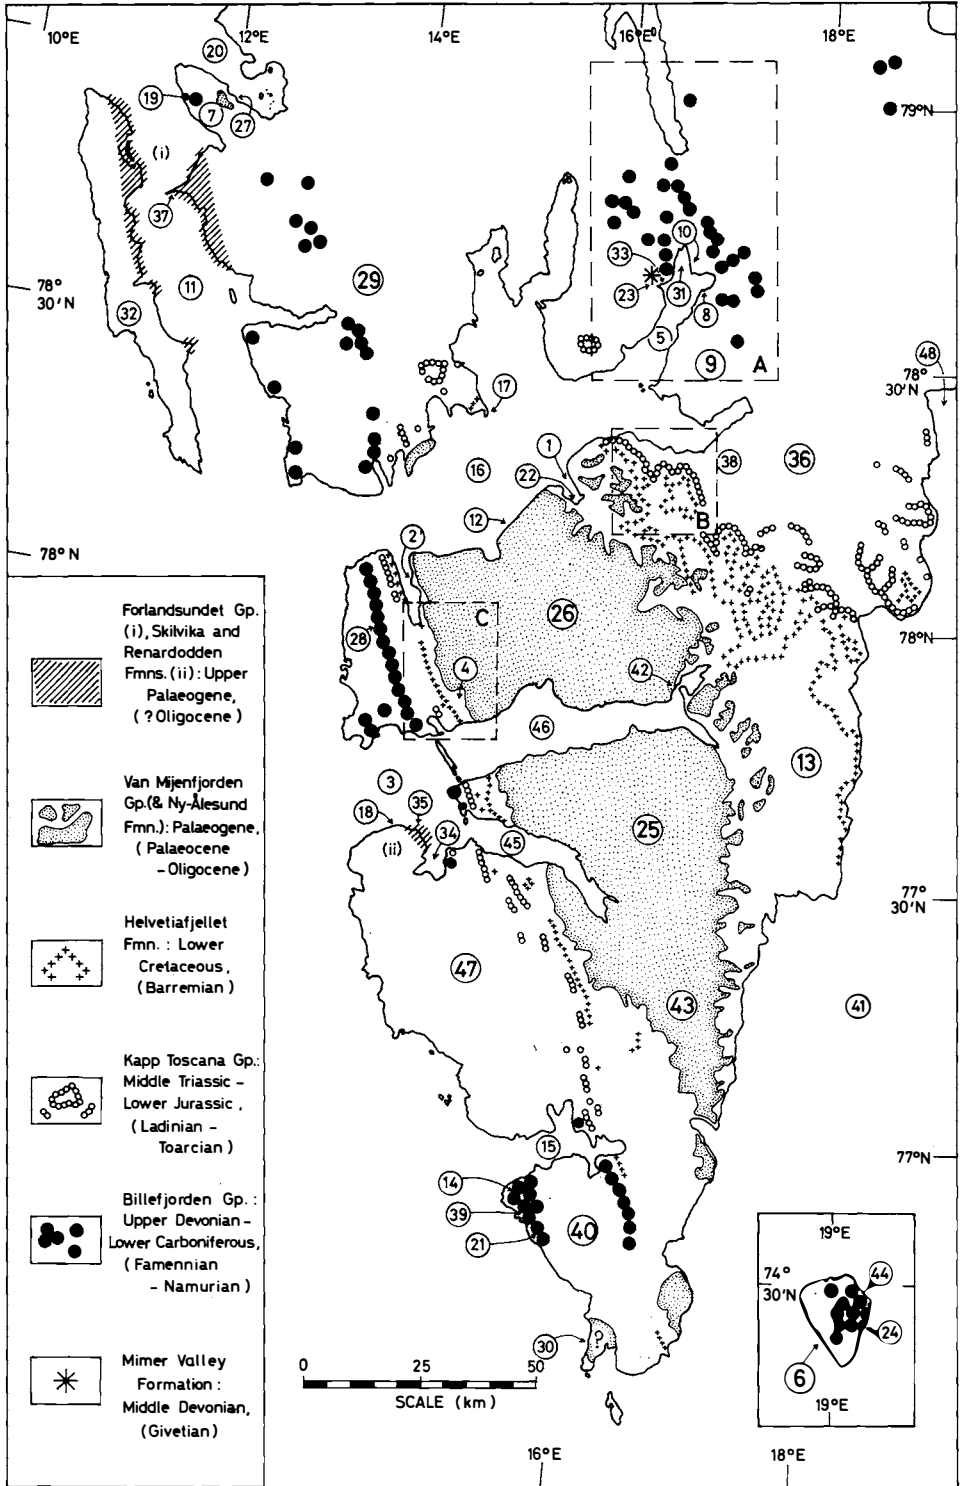 10°E
12°E
14°E
16°E
18°E
20
19
7
27
79°N
(i)
37
10
33
78°
30'N
29
11
23
31
8
32
5
9
A
48
78°
30'N
17
1
38
36
16
22
12
B
2
78° N
C
26
28
78°N
4
42
46
13
3
35
18
34
25
(ii)
45
77°
30'N
47
43
41
15
77°N
14
39
40
21
19°E
74°
30'N
44
24
30
?
6
0
25
50
SCALE (km)
19°E
16°E
18°E
Forlandsundet Gp.
(i), Skilvika and
Renardodden
Fmns. (ii) : Upper
Palaeogene,
( ? Oligocene )
Van Mijenfjorden
Gp.(& Ny-Ålesund
Fmn.): Palaeogene,
( Palaeocene
- Oligocene )
Helvetiafjellet
Fmn. : Lower
Cretaceous,
( Barremian )
Kapp Toscana Gp.:
Middle Triassic -
Lower Jurassic,
( Ladinian -
Toarcian )
Billefjorden Gp. :
Upper Devonian -
Lower Carboniferous,
( Famennian
- Namurian )
Mimer Valley
Formation :
Middle Devonian,
(Givetian)